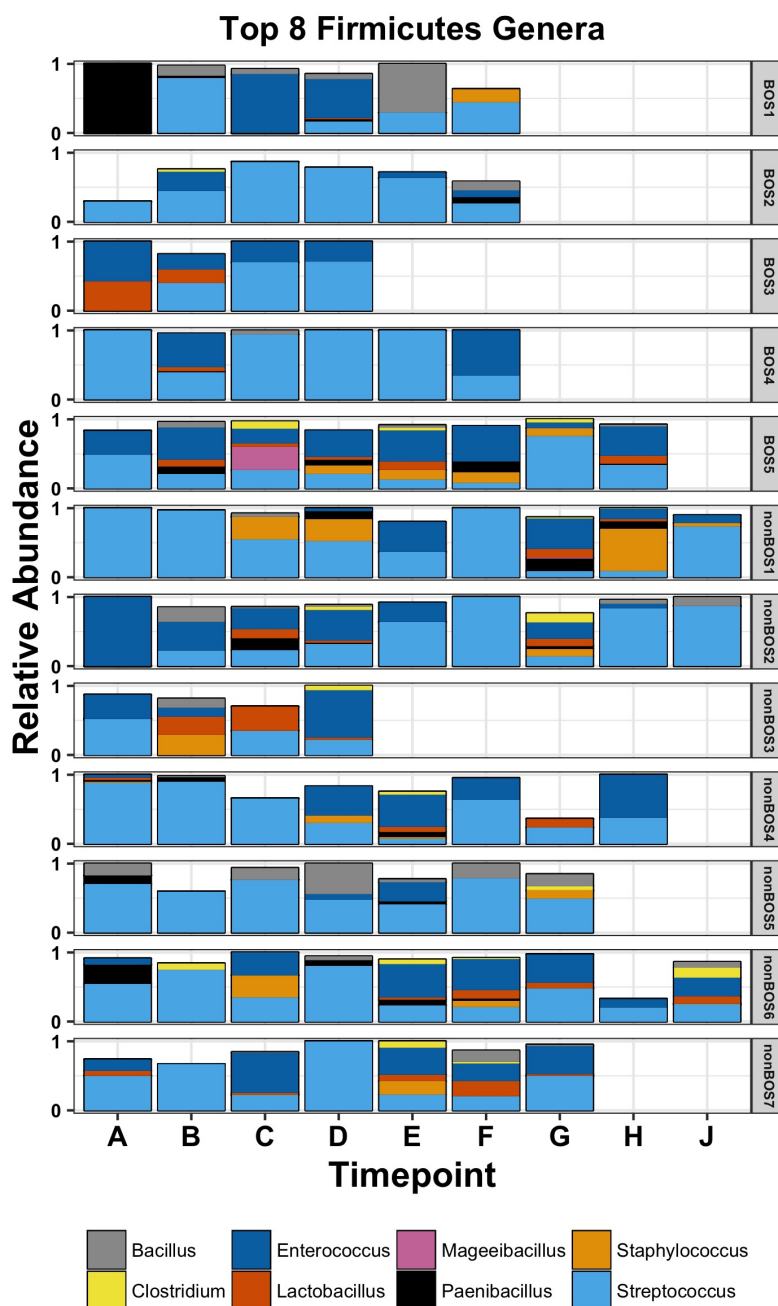 Top 8 Firmicutes Genera
Relative Abundance
1
0
BOS1
1
0
BOS2
1
0
BOS3
1
0
BOS4
1
0
BOS5
1
0
nonBOS1
1
0
nonBOS2
1
0
nonBOS3
1
0
nonBOS4
1
0
nonBOS5
1
0
nonBOS6
1
0
nonBOS7
A B C D E F G H J
Timepoint
Bacillus Enterococcus Mageeibacillus Staphylococcus
Clostridium Lactobacillus Paenibacillus Streptococcus